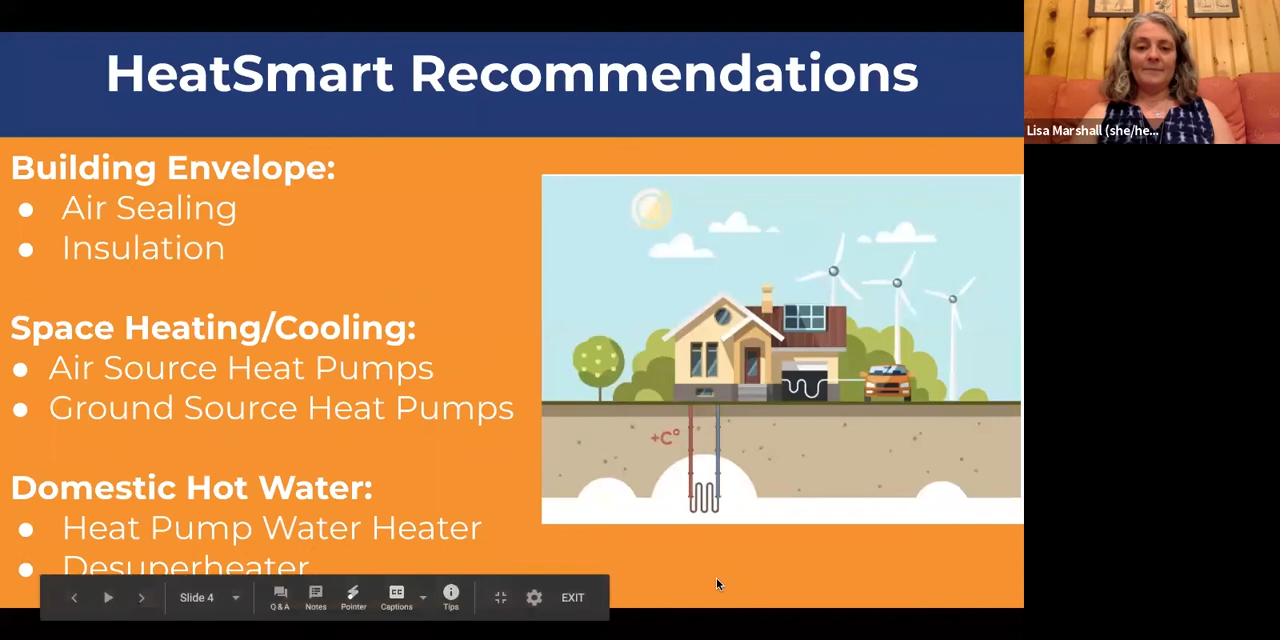 HeatSmart Recommendations
Lisa Marshall (she/he...
Building Envelope:
● Air Sealing
● Insulation
Space Heating/Cooling:
● Air Source Heat Pumps
● Ground Source Heat Pumps
+C°
Domestic Hot Water:
● Heat Pump Water Heater
● Desuperheater
Slide 4
Q & A
Notes
Pointer
CC
Captions
Tips
EXIT